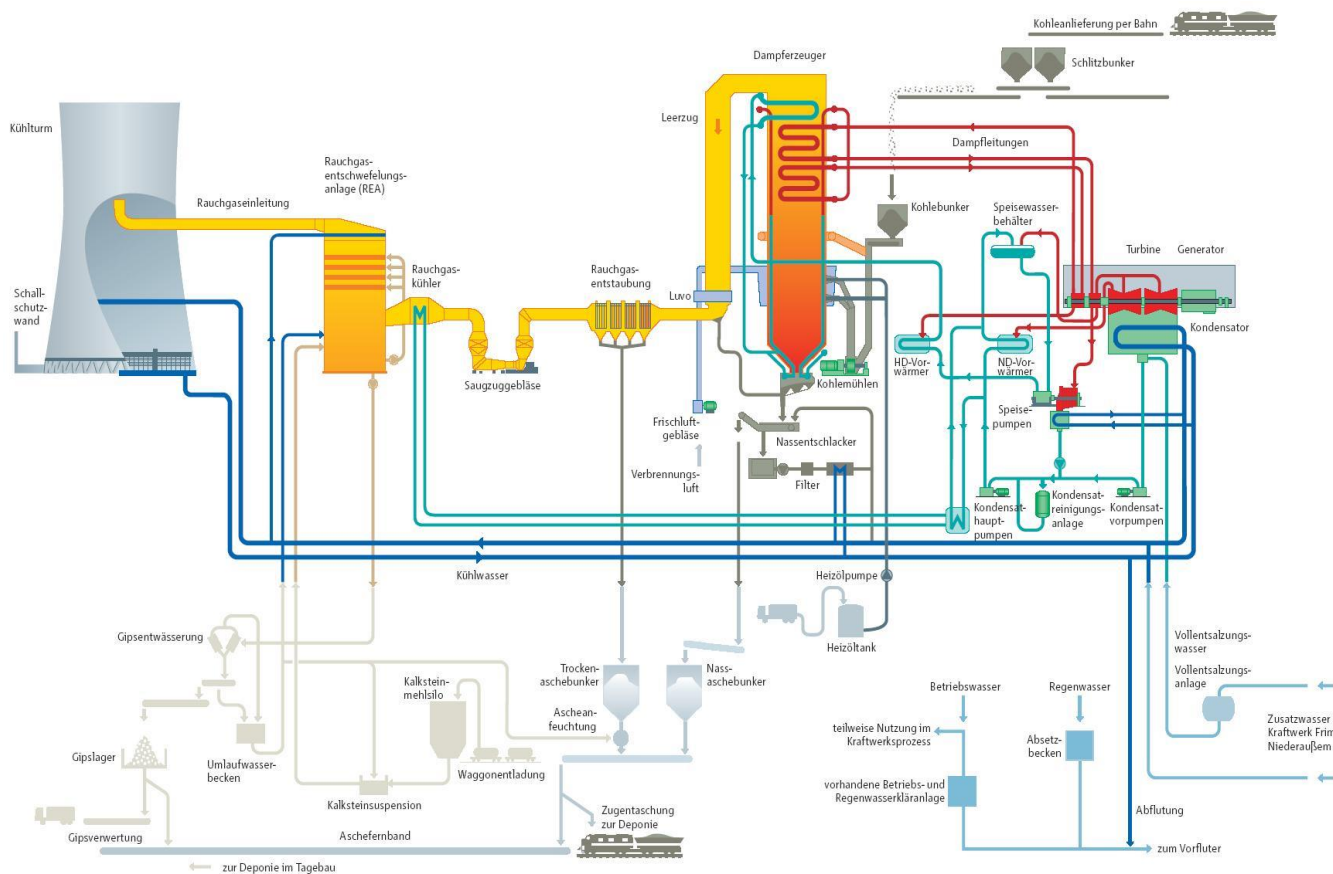 Kohleanlieferung per Bahn
Schlitzbunker
Dampferzeuger
Leerzug
Dampfleitungen
Kühlturm
Rauchgas-
entschwefelungs-
anlage (REA)
Rauchgaseinleitung
Kohlebunker
Speisewasser-
behälter
Turbine
Generator
Schall-
schutz-
wand
Rauchgas-
kühler
Rauchgas-
entstaubung
Luvo
Kondensator
Saugzuggebläse
Kohlemühlen
HD-Vor-
wärmer
ND-Vor-
wärmer
Frischluft-
gebläse
Nassentschlacker
Speise-
pumpen
Verbrennungs-
luft
Filter
Kondensat-
haupt-
pumpen
Kondensat-
reinigungs-
anlage
Kondensat-
vorpumpen
Kühlwasser
Heizölpumpe
Heizöltank
Gipsentwässerung
Vollentsalzungs-
wasser
Vollentsalzungs-
anlage
Trocken-
aschebunker
Nass-
aschebunker
Kalkstein-
mehlsilo
Betriebswasser
Regenwasser
Aschean-
feuchtung
teilweise Nutzung im
Kraftwerksprozess
Absetz-
becken
Zusatzwasser
Kraftwerk Frim
Niederaußem
Gipslager
Umlaufwasser-
becken
Waggonentladung
vorhandene Betriebs- und
Regenwasserkläranlage
Kalksteinsuspension
Zugentaschung
zur Deponie
Abflutung
Gipsverwertung
Aschefernband
zum Vorfluter
zur Deponie im Tagebau